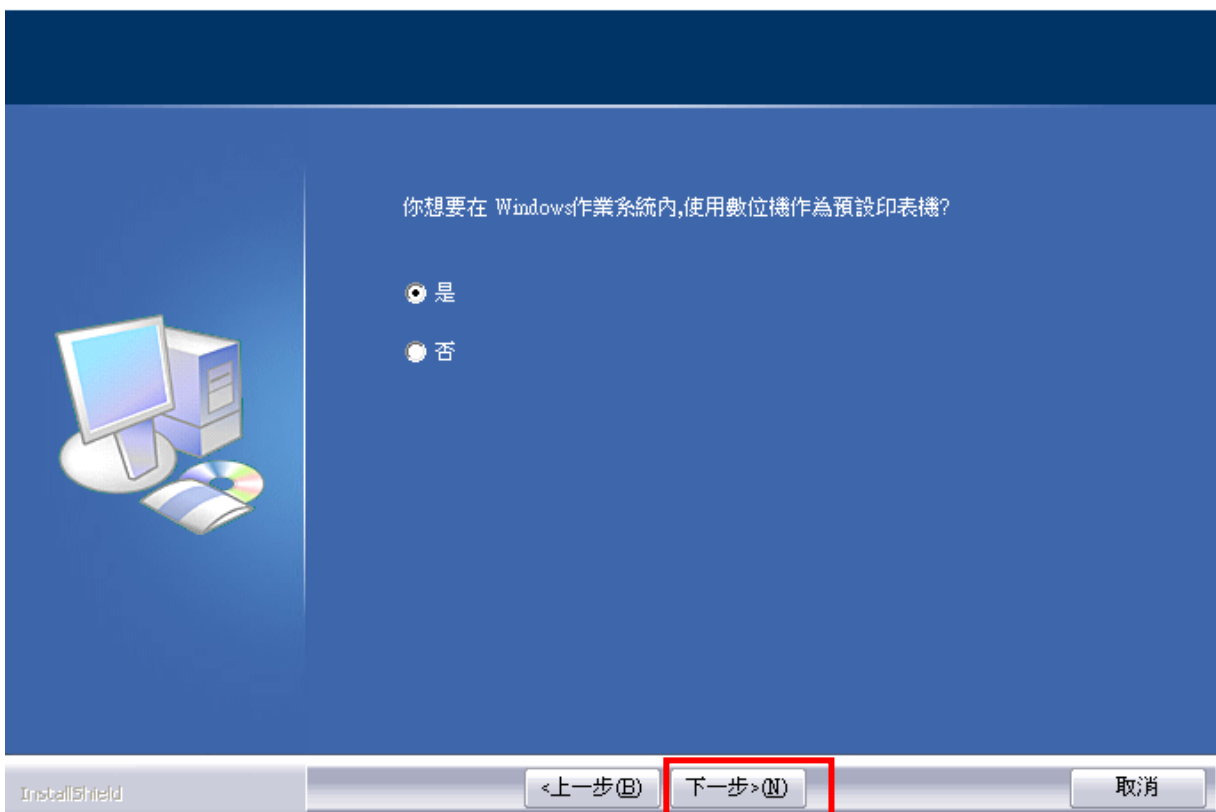 你想要在 Windows作業系統內,使用數位機作為預設印表機?
是
否
InstallShield
<上一步(B)
下一步>(N)
取消